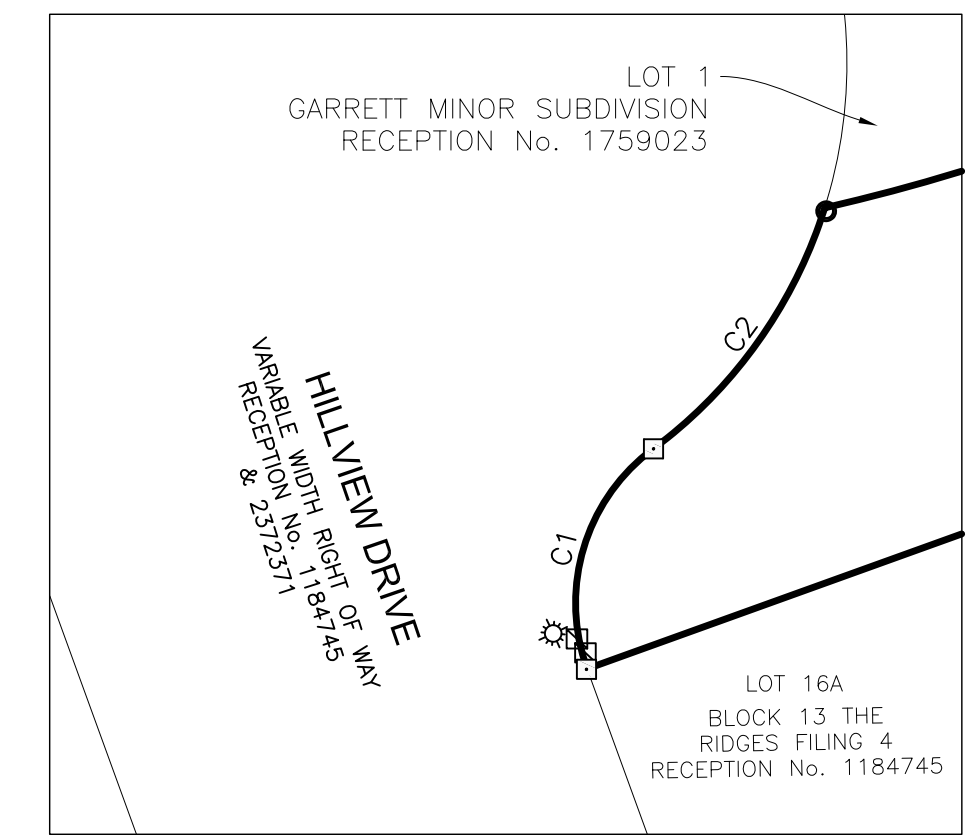 LOT 1
GARRETT MINOR SUBDIVISION
RECEPTION No. 1759023
C2
C1
HILLVIEW DRIVE
VARIABLE WIDTH RIGHT OF WAY
RECEPTION No. 1184745
& 2372371
LOT 16A
BLOCK 13 THE
RIDGES FILING 4
RECEPTION No. 1184745